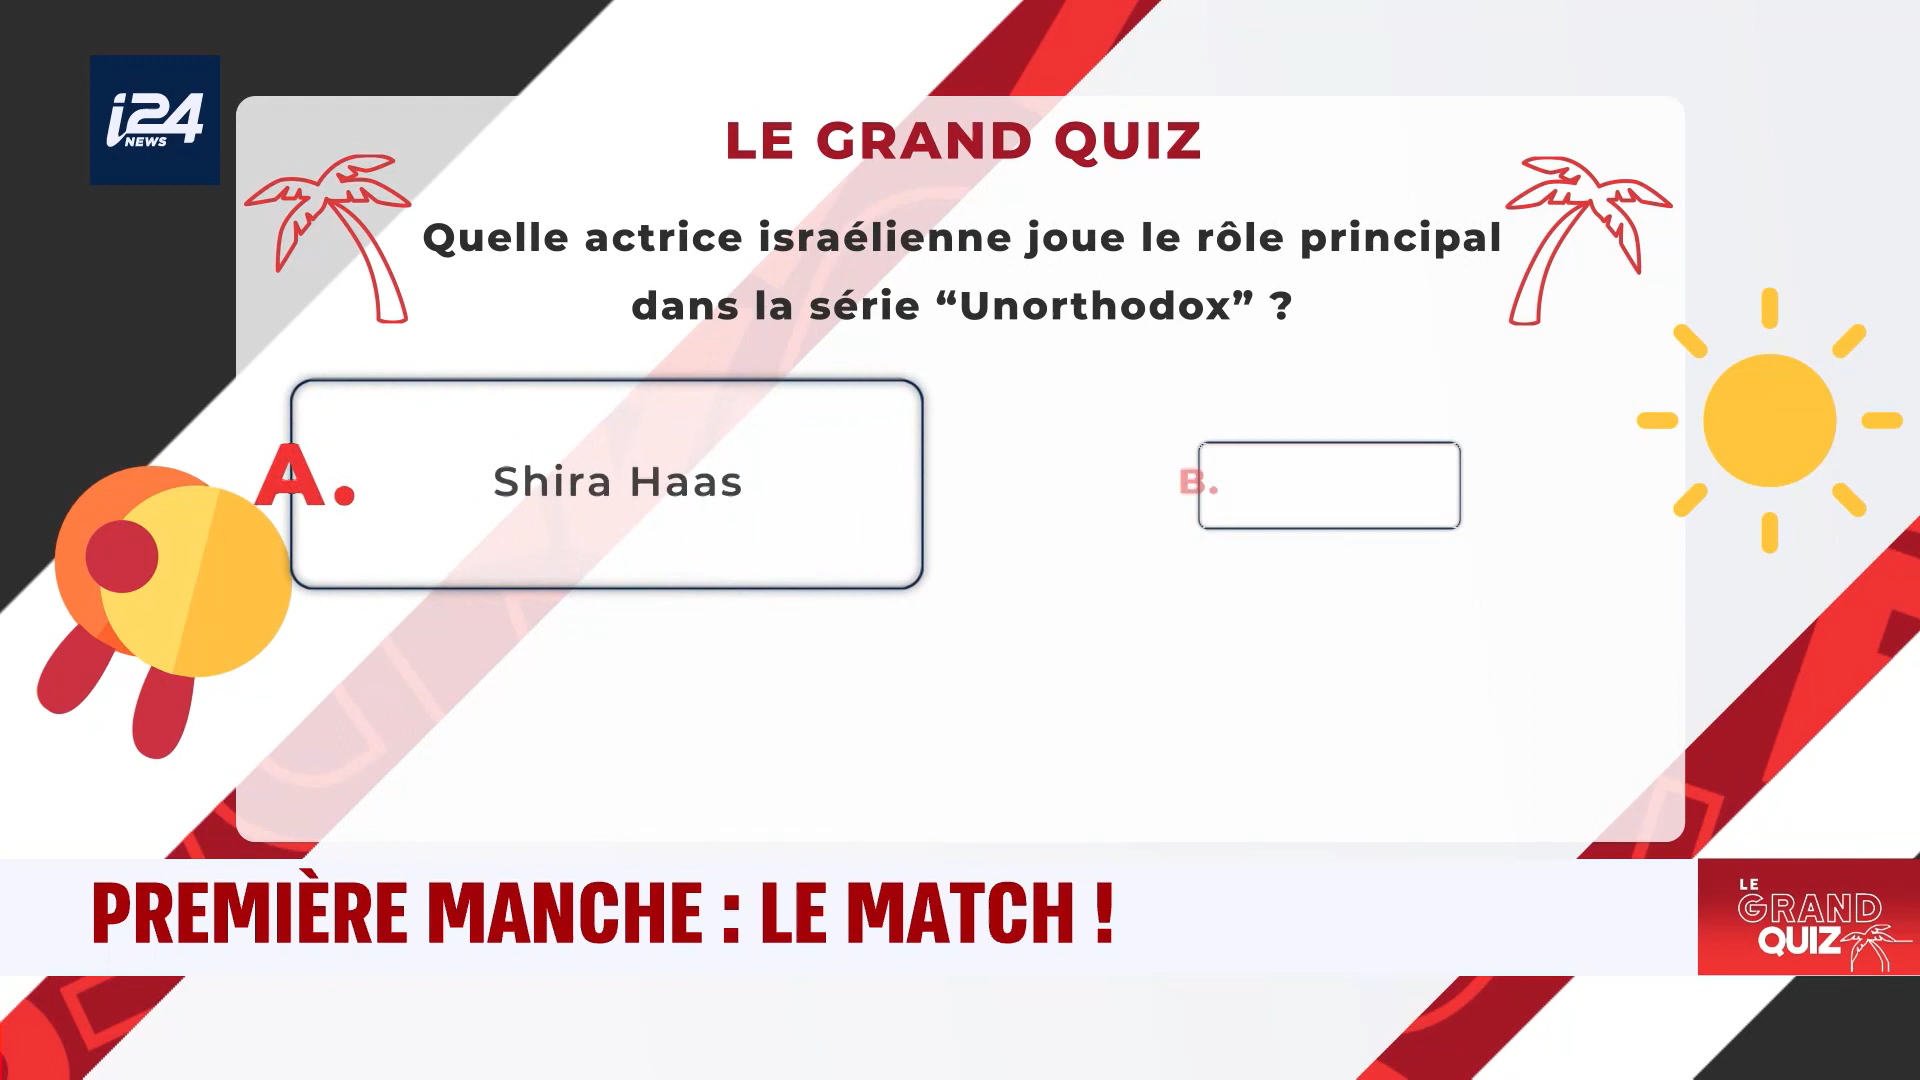 i24
NEWS
LE GRAND QUIZ
Quelle actrice israélienne joue le rôle principal
dans la série “Unorthodox” ?
A.
Shira Haas
B.
PREMIÈRE MANCHE : LE MATCH !
LE
GRAND
QUIZ